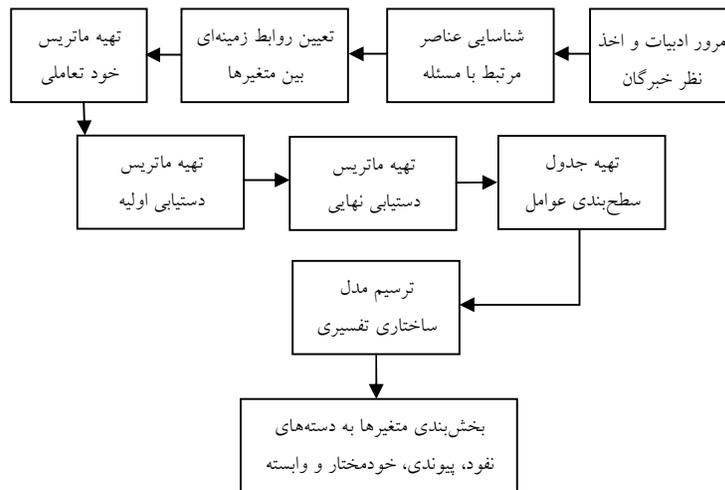 مرور ادبیات و اخذ
نظر خبرگان
شناسایی عناصر
مرتبط با مسئله
تعیین روابط زمینه‌ای
بین متغیرها
تهیه ماتریس
خود تعاملی
تهیه ماتریس
دستیابی اولیه
تهیه ماتریس
دستیابی نهایی
تهیه جدول
سطح‌بندی عوامل
ترسیم مدل
ساختاری تفسیری
بخش‌بندی متغیرها به دسته‌های
نفوذ، پیوندی، خودمختار و وابسته